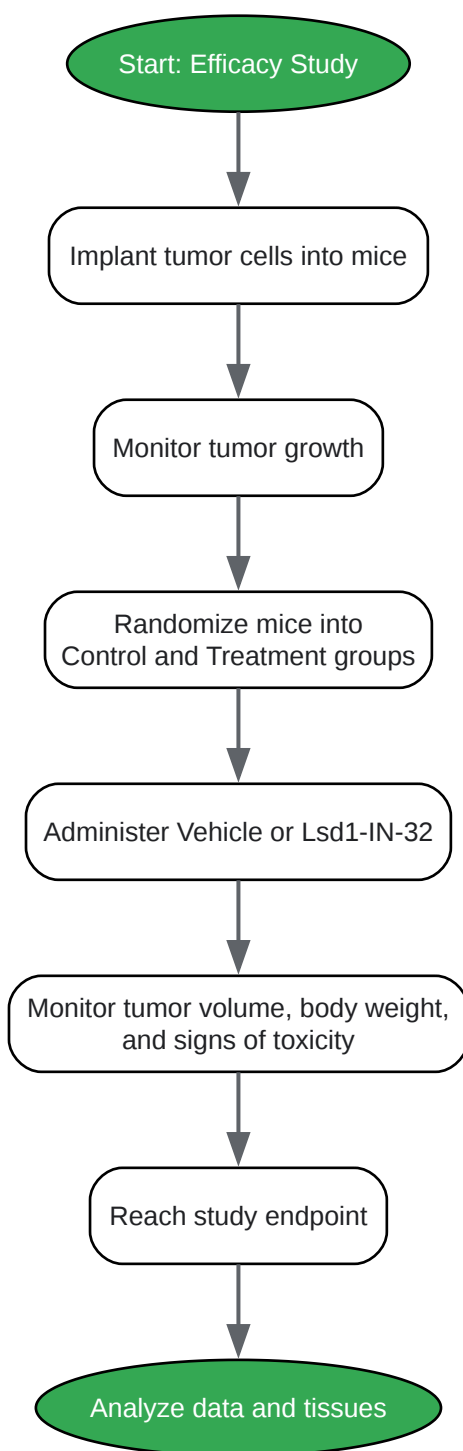 Start: Efficacy Study
Implant tumor cells into mice
Monitor tumor growth
Randomize mice into
Control and Treatment groups
Administer Vehicle or Lsd1-IN-32
Monitor tumor volume, body weight,
and signs of toxicity
Reach study endpoint
Analyze data and tissues